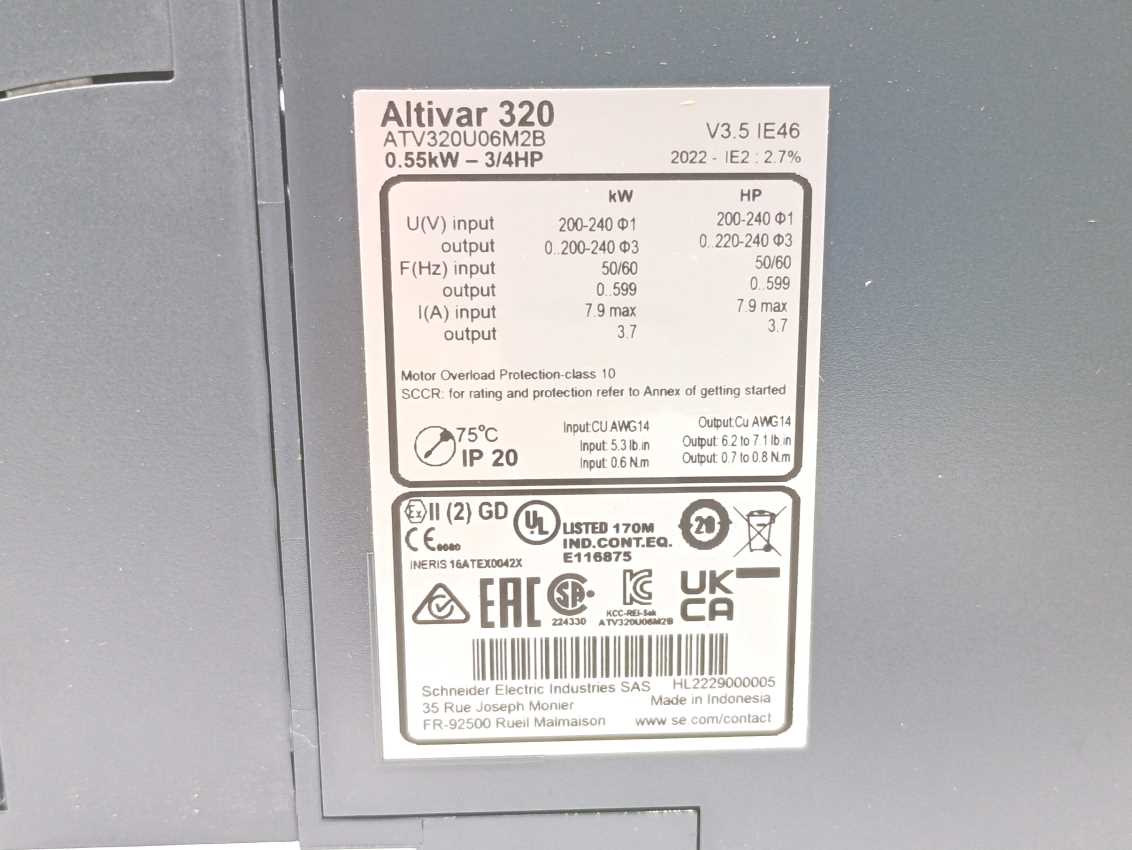 Altivar 320
ATV320U06M2B
0.55kW – 3/4HP
V3.5 IE46
2022 - IE2 : 2.7%
kW HP
U(V) input 200-240 Φ1 200-240 Φ1
output 0..200-240 Φ3 0..220-240 Φ3
F(Hz) input 50/60 50/60
output 0..599 0..599
I(A) input 7.9 max 7.9 max
output 3.7 3.7
Motor Overload Protection-class 10
SCCR: for rating and protection refer to Annex of getting started
75°C
IP 20
Input:CU AWG14
Input: 5.3 lb.in
Input: 0.6 N.m
Output:Cu AWG14
Output: 6.2 to 7.1 lb.in
Output: 0.7 to 0.8 N.m
Ex II (2) GD
CE 0080
INERIS 16ATEX0042X
UL
LISTED 170M
IND.CONT.EQ.
E116875
20
EAC
SA
224330
KC
KCC-REI-Sek
ATV320U06M2B
UK
CA
Schneider Electric Industries SAS
35 Rue Joseph Monier
FR-92500 Rueil Malmaison
HL2229000005
Made in Indonesia
www.se.com/contact